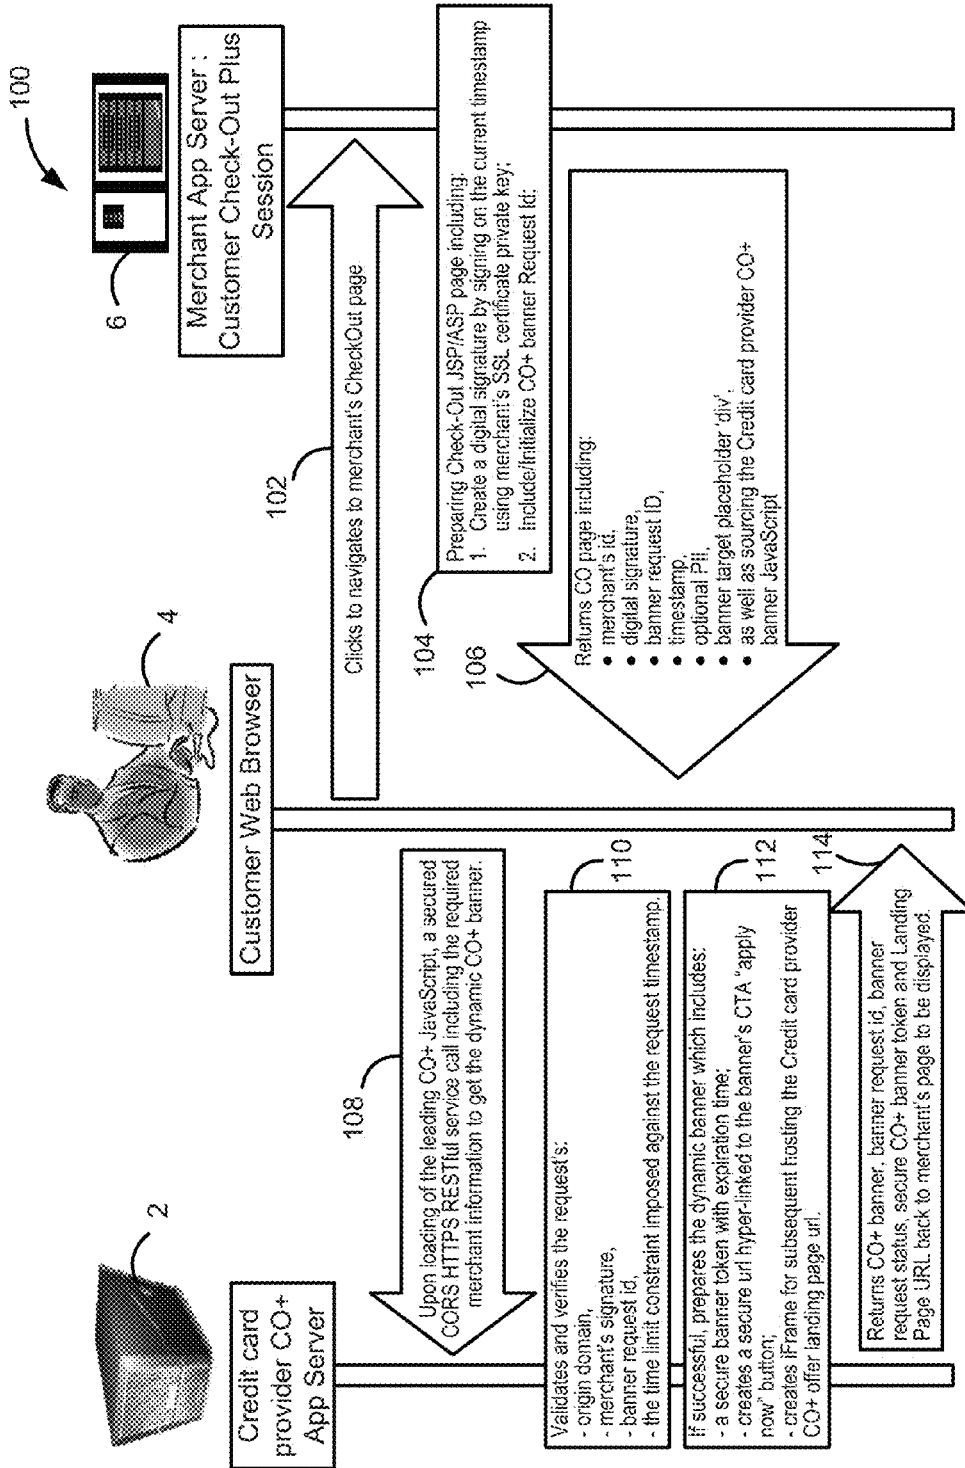 100
2
4
6
Credit card
provider CO+
App Server
Customer Web Browser
Merchant App Server :
Customer Check-Out Plus
Session
102
Clicks to navigates to merchant's CheckOut page
104
Preparing Check-Out JSP/ASP page including:
1. Create a digital signature by signing on the current timestamp
using merchant's SSL certificate private key;
2. Include/Initialize CO+ banner Request Id;
106
Returns CO page including:
• merchant's id,
• digital signature,
• banner request ID,
• timestamp,
• optional PII,
• banner target placeholder 'div',
• as well as sourcing the Credit card provider CO+
banner JavaScript
108
Upon loading of the leading CO+ JavaScript, a secured
CORS HTTPS RESTful service call including the required
merchant information to get the dynamic CO+ banner.
110
Validates and verifies the request's:
- origin domain,
- merchant's signature,
- banner request id,
- the time limit constraint imposed against the request timestamp.
112
If successful, prepares the dynamic banner which includes:
- a secure banner token with expiration time;
- creates a secure url hyper-linked to the banner's CTA "apply
now" button;
- creates iFrame for subsequent hosting the Credit card provider
CO+ offer landing page url.
114
Returns CO+ banner, banner request id, banner
request status, secure CO+ banner token and Landing
Page URL back to merchant's page to be displayed.